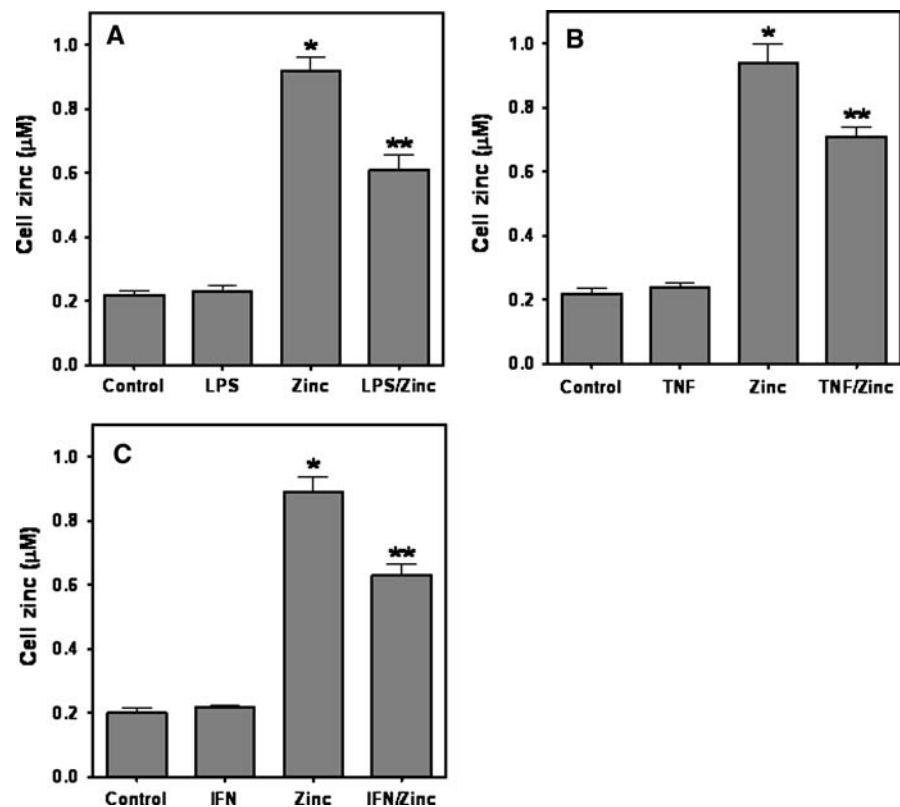 A
Cell zinc (μM)
1.0
0.8
0.6
0.4
0.2
0.0
*
**
Control LPS Zinc LPS/Zinc
B
Cell zinc (μM)
1.0
0.8
0.6
0.4
0.2
0.0
*
**
Control TNF Zinc TNF/Zinc
C
Cell zinc (μM)
1.0
0.8
0.6
0.4
0.2
0.0
*
**
Control IFN Zinc IFN/Zinc